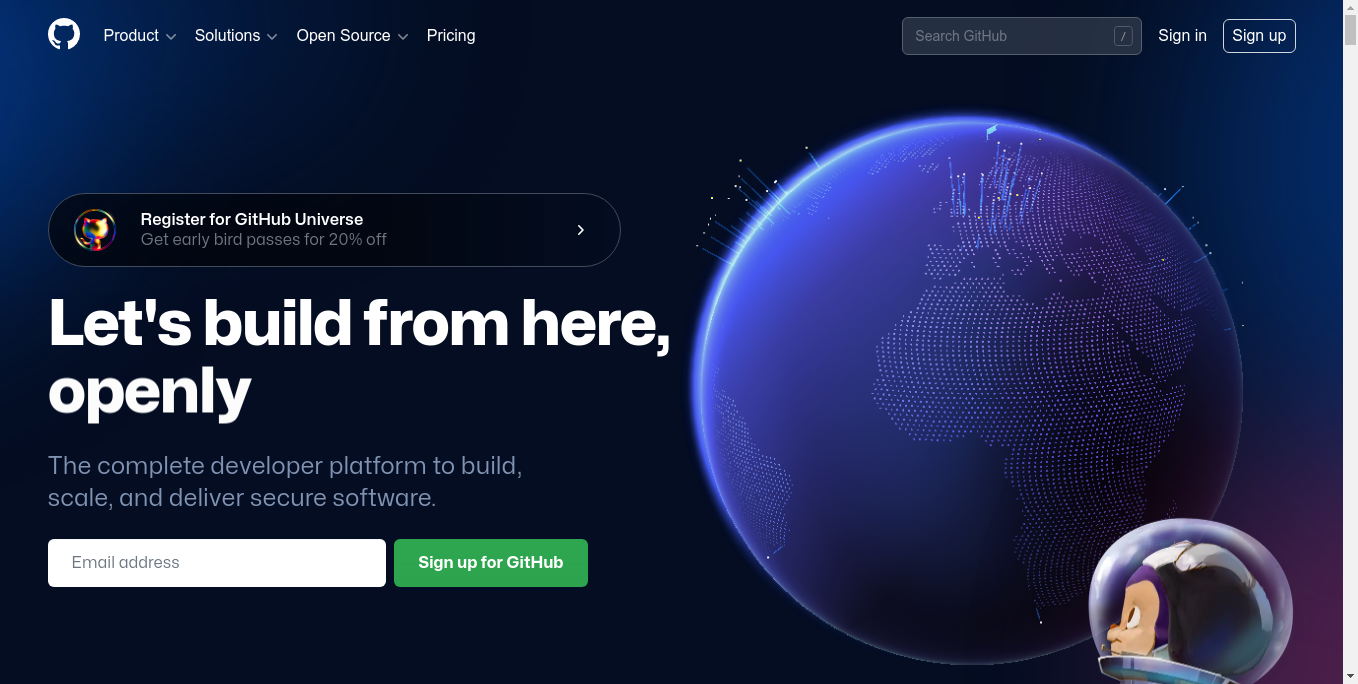 Product Solutions Open Source Pricing Search GitHub / Sign in Sign up
Register for GitHub Universe
Get early bird passes for 20% off
Let's build from here,
openly
The complete developer platform to build,
scale, and deliver secure software.
Email address Sign up for GitHub